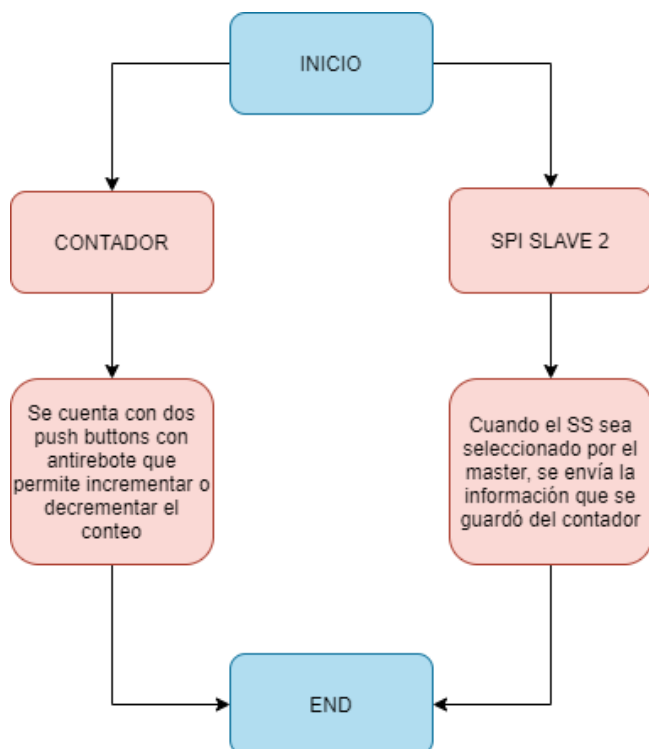 INICIO
CONTADOR
SPI SLAVE 2
Se cuenta con dos
push buttons con
antirebote que
permite incrementar o
decrementar el
conteo
Cuando el SS sea
seleccionado por el
master, se envía la
información que se
guardó del contador
END